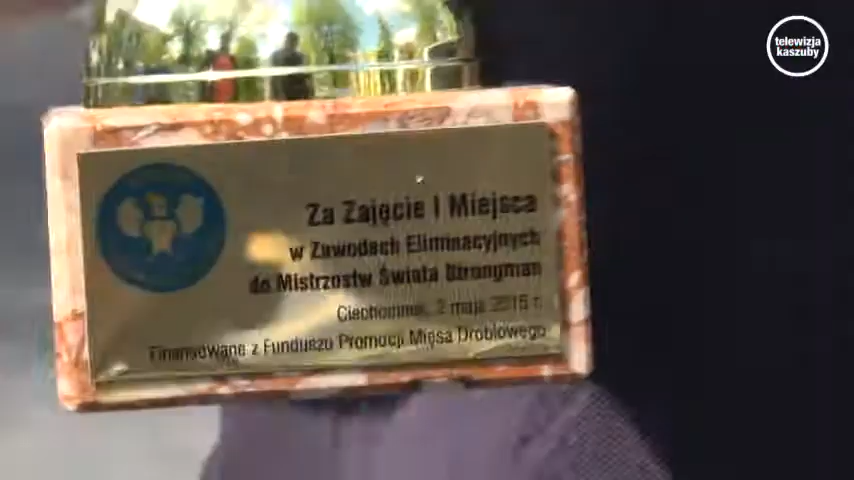 telewizja
kaszuby
Za Zajęcie I Miejsca
w Zawodach Eliminacyjnych
do Mistrzostw Świata Strongman
2 maja 2015 r.
Finansowane z Funduszu Promocji Mięsa Drobiowego